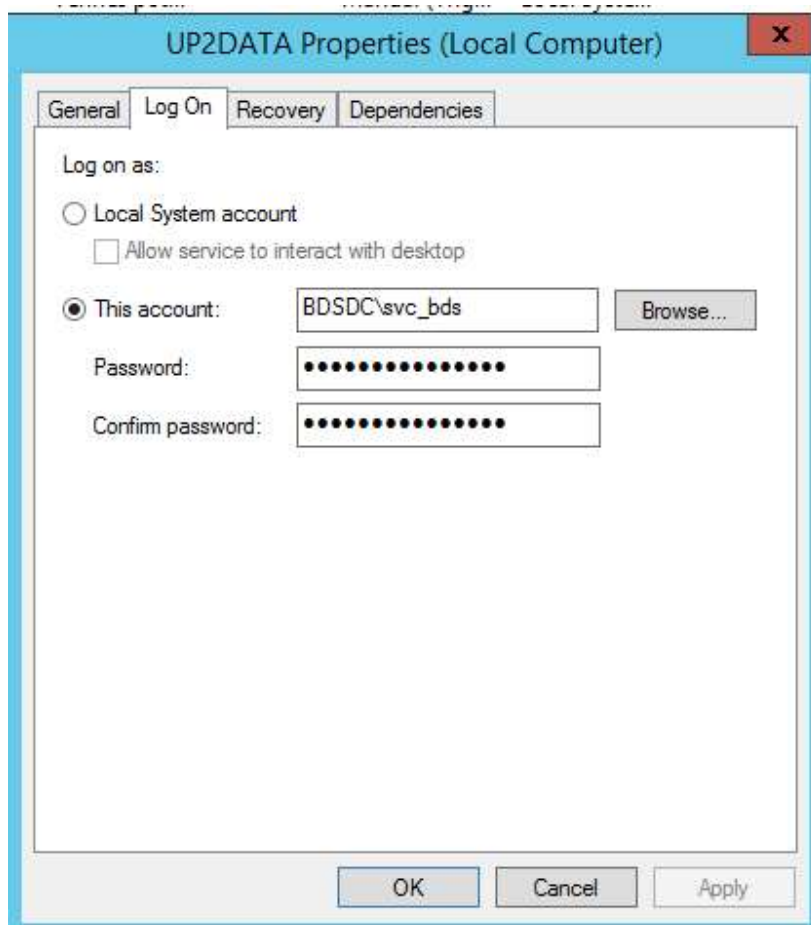 UP2DATA Properties (Local Computer)
x
General Log On Recovery Dependencies
Log on as:
Local System account
Allow service to interact with desktop
This account: BDSDC\svc_bds Browse...
Password: ●●●●●●●●●●●●●●●
Confirm password: ●●●●●●●●●●●●●●●
OK Cancel Apply